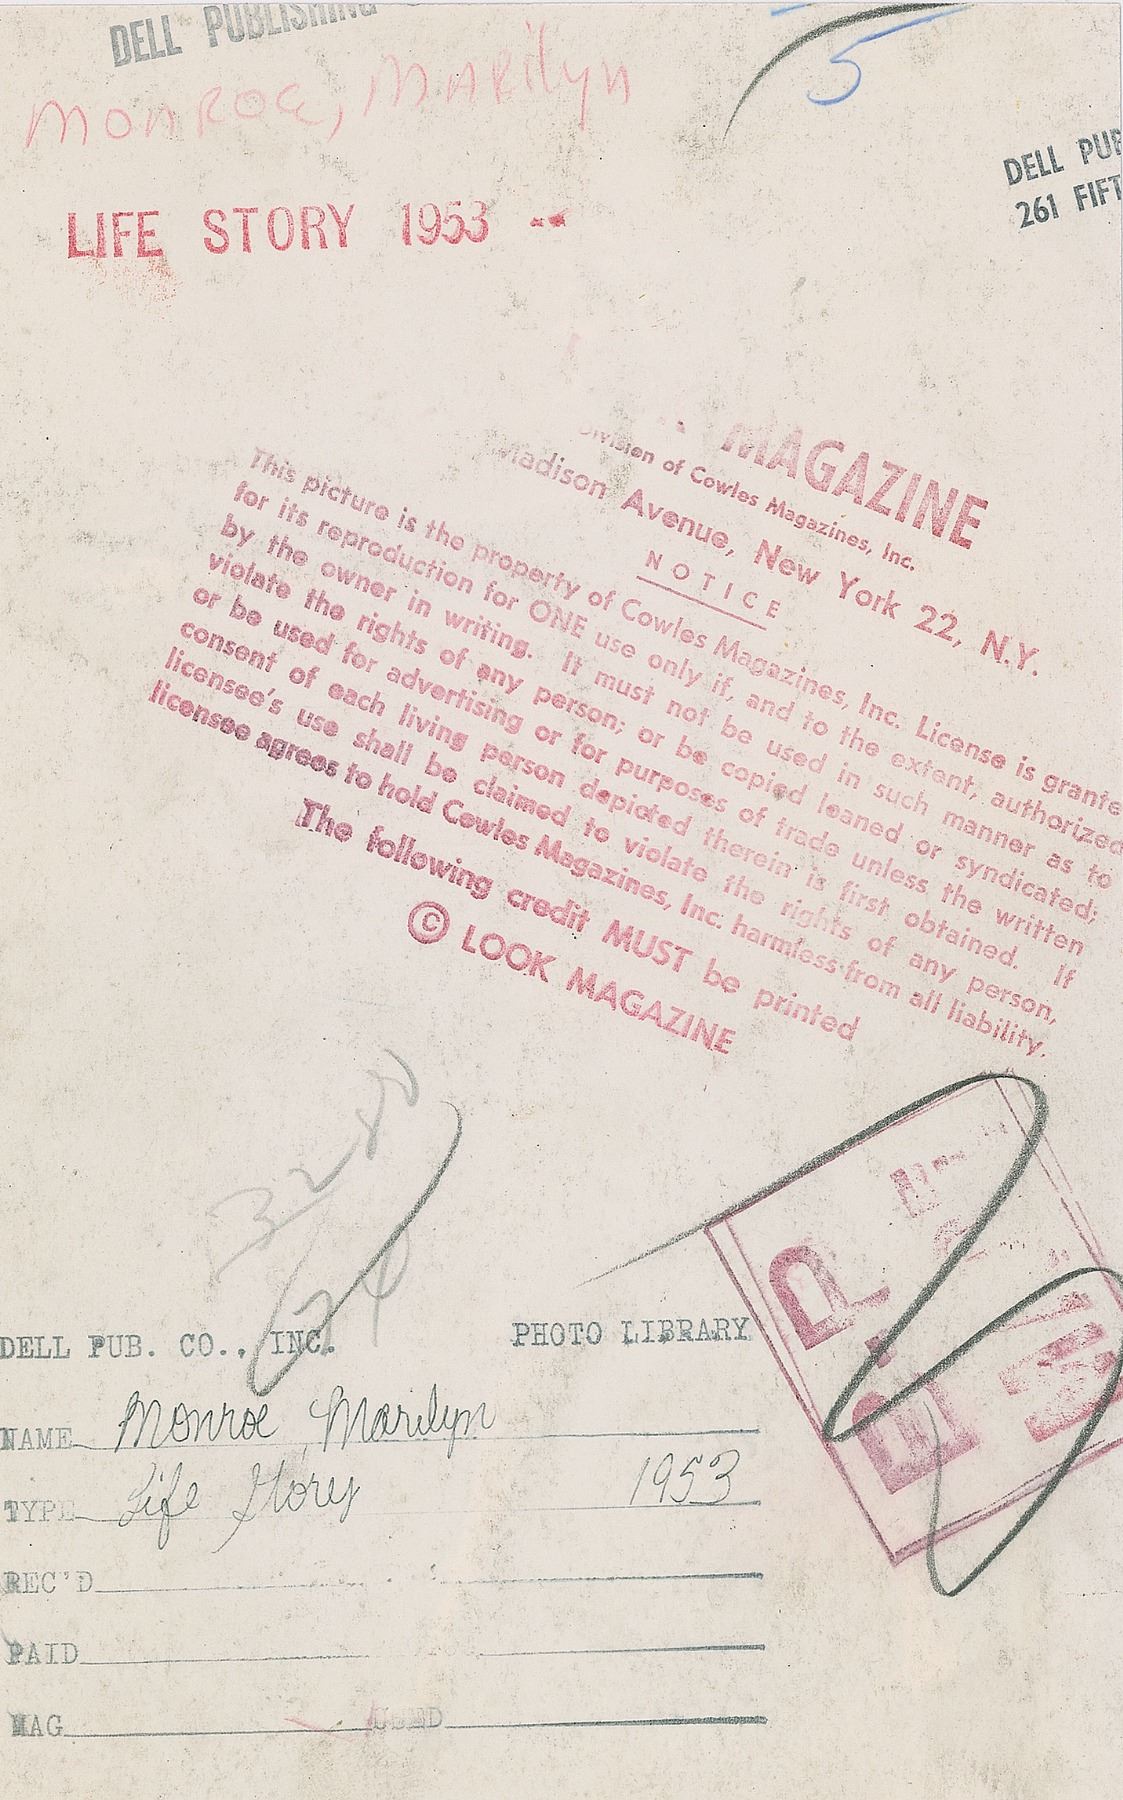 DELL PUBLISHING
5
MONROE, MARilyn
DELL PUB
261 FIFT
LIFE STORY 1953 --
MAGAZINE
Division of Cowles Magazines, Inc.
Madison Avenue, New York 22, N.Y.
NOTICE
This picture is the property of Cowles Magazines, Inc. License is grante
for its reproduction for ONE use only if, and to the extent, authorized
by the owner in writing. It must not be used in such manner as to
violate the rights of any person; or be copied loaned or syndicated;
or be used for advertising or for purposes of trade unless the written
consent of each living person depicted therein is first obtained. If
licensee's use shall be claimed to violate the rights of any person,
licensee agrees to hold Cowles Magazines, Inc. harmless from all liability.
The following credit MUST be printed
© LOOK MAGAZINE
DELL PUB. CO., INC. PHOTO LIBRARY
NAME Monroe, Marilyn
TYPE Life Story 1953
REC'D
PAID
MAG USED